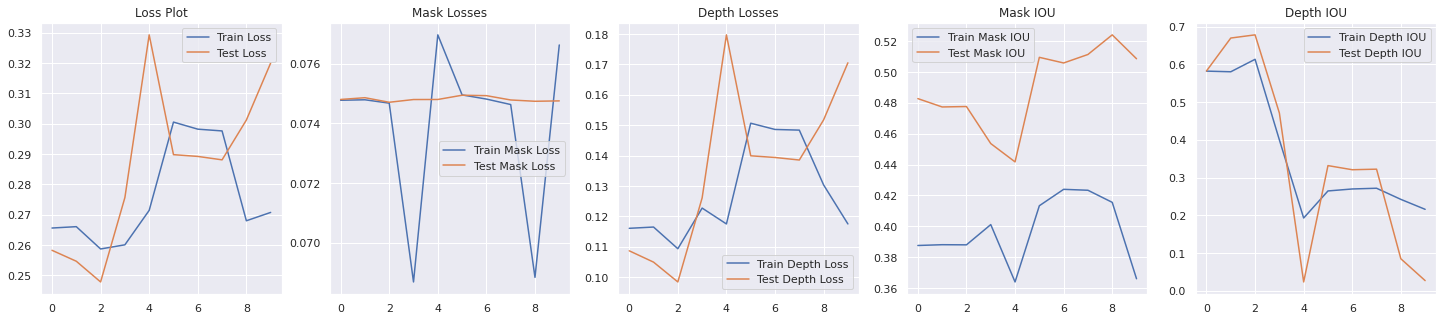 Loss Plot
0.33
0.32
0.31
0.30
0.29
0.28
0.27
0.26
0.25
0 2 4 6 8
Train Loss
Test Loss
Mask Losses
0.076
0.074
0.072
0.070
0 2 4 6 8
Train Mask Loss
Test Mask Loss
Depth Losses
0.18
0.17
0.16
0.15
0.14
0.13
0.12
0.11
0.10
0 2 4 6 8
Train Depth Loss
Test Depth Loss
Mask IOU
0.52
0.50
0.48
0.46
0.44
0.42
0.40
0.38
0.36
0 2 4 6 8
Train Mask IOU
Test Mask IOU
Depth IOU
0.7
0.6
0.5
0.4
0.3
0.2
0.1
0.0
0 2 4 6 8
Train Depth IOU
Test Depth IOU